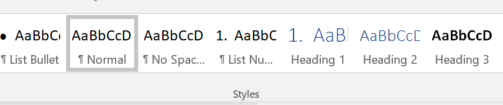 • AaBbC AaBbCcD AaBbCcD 1. AaBbC 1. AaB AaBbCcD AaBbCcD
¶ List Bullet ¶ Normal ¶ No Spac... ¶ List Nu... Heading 1 Heading 2 Heading 3
Styles